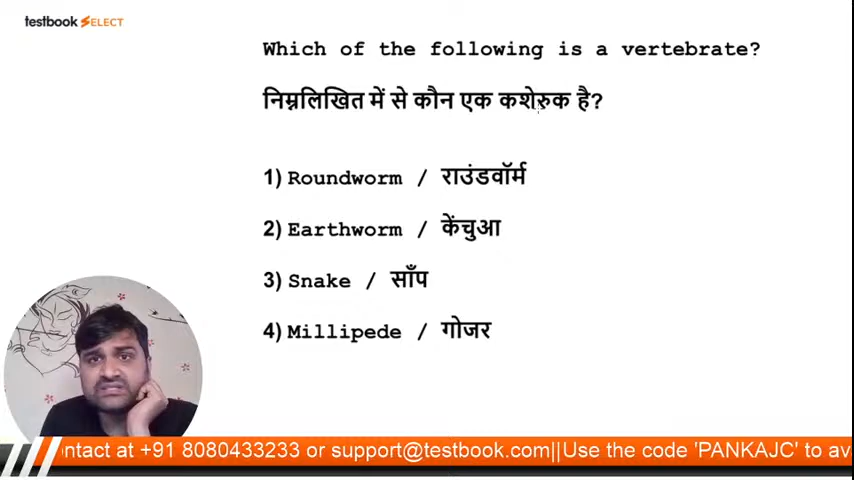 testbook SELECT
Which of the following is a vertebrate?
निम्नलिखित में से कौन एक कशेरुक है?
1) Roundworm / राउंडवॉर्म
2) Earthworm / केंचुआ
3) Snake / साँप
4) Millipede / गोजर
ontact at +91 8080433233 or support@testbook.com||Use the code 'PANKAJC' to av